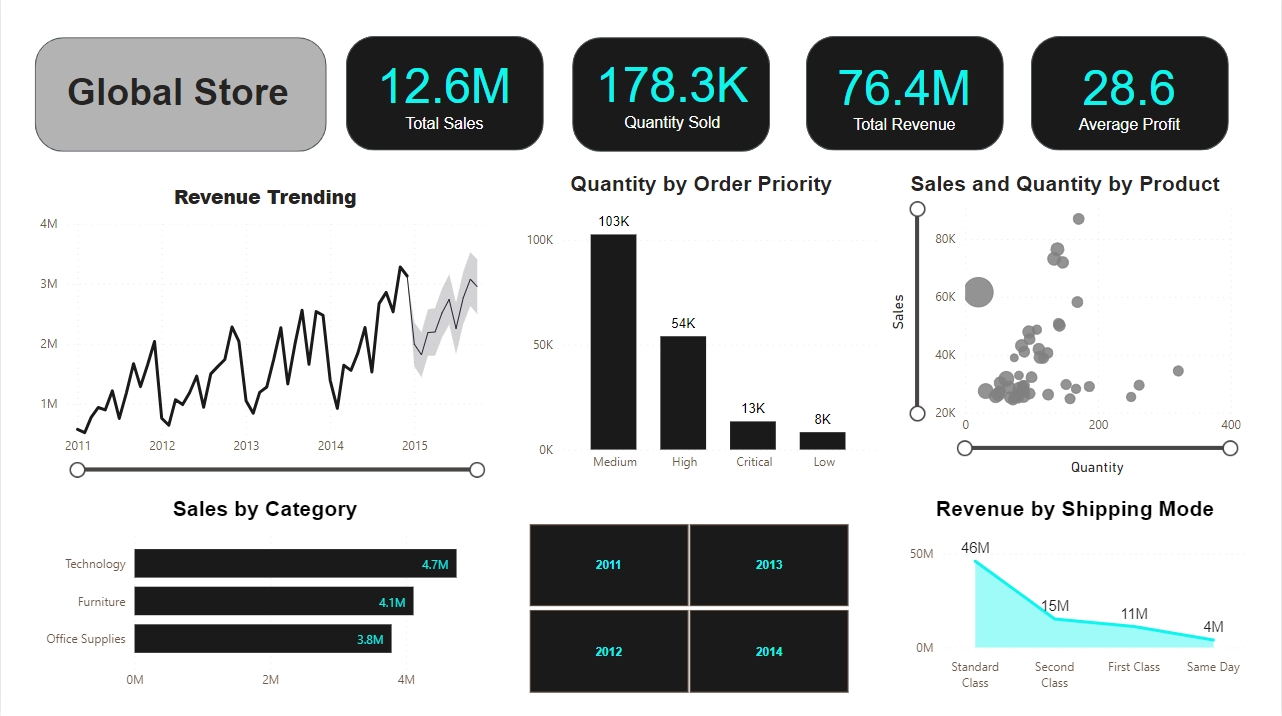 Global Store
12.6M
Total Sales
178.3K
Quantity Sold
76.4M
Total Revenue
28.6
Average Profit
Revenue Trending
4M
3M
2M
1M
2011 2012 2013 2014 2015
Quantity by Order Priority
103K
100K
54K
50K
13K
8K
0K
Medium High Critical Low
Sales and Quantity by Product
Sales
80K
60K
40K
20K
0 200 400
Quantity
Sales by Category
Technology 4.7M
Furniture 4.1M
Office Supplies 3.8M
0M 2M 4M
2011 2013
2012 2014
Revenue by Shipping Mode
46M
50M
15M
11M
4M
0M
Standard Class
Second Class
First Class
Same Day